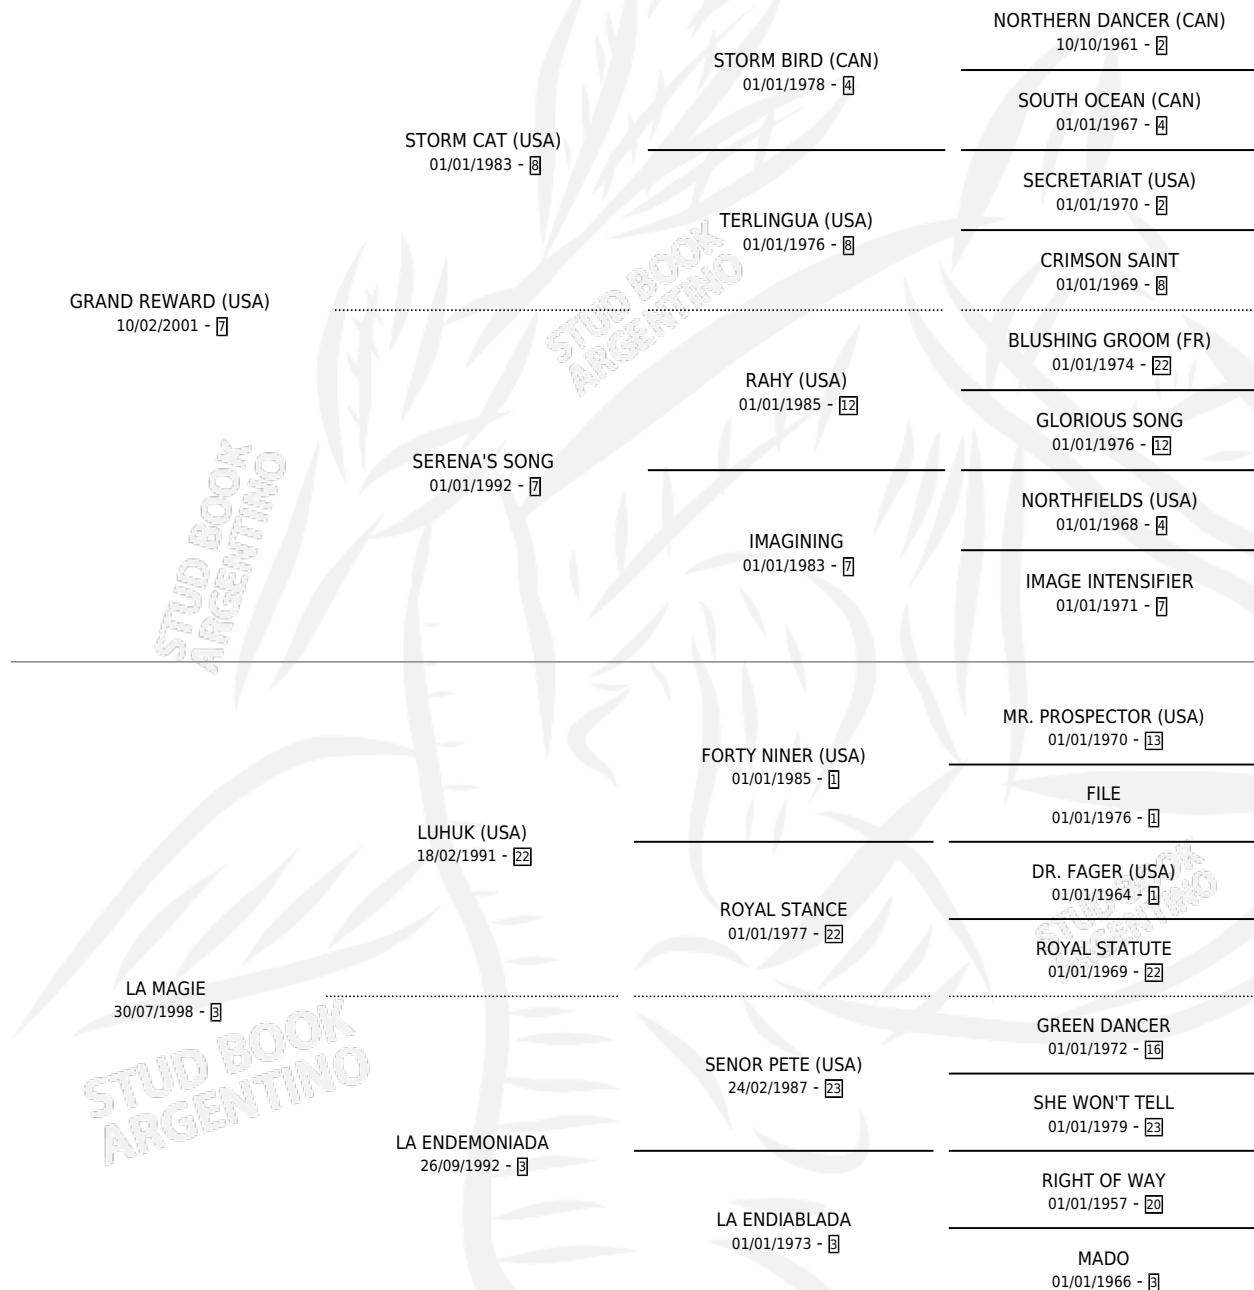 NORTHERN DANCER (CAN)
10/10/1961 - 2
STORM BIRD (CAN)
01/01/1978 - 4
SOUTH OCEAN (CAN)
01/01/1967 - 4
STORM CAT (USA)
01/01/1983 - 8
SECRETARIAT (USA)
01/01/1970 - 2
TERLINGUA (USA)
01/01/1976 - 8
CRIMSON SAINT
01/01/1969 - 8
GRAND REWARD (USA)
10/02/2001 - 7
STUD BOOK
ARGENTINO
BLUSHING GROOM (FR)
01/01/1974 - 22
RAHY (USA)
01/01/1985 - 12
GLORIOUS SONG
01/01/1976 - 12
SERENA'S SONG
01/01/1992 - 7
NORTHFIELDS (USA)
01/01/1968 - 4
IMAGINING
01/01/1983 - 7
IMAGE INTENSIFIER
01/01/1971 - 7
STUD BOOK
ARGENTINO
MR. PROSPECTOR (USA)
01/01/1970 - 13
FORTY NINER (USA)
01/01/1985 - 1
FILE
01/01/1976 - 1
LUHUK (USA)
18/02/1991 - 22
DR. FAGER (USA)
01/01/1964 - 1
STUD BOOK
ARGENTINO
ROYAL STANCE
01/01/1977 - 22
ROYAL STATUTE
01/01/1969 - 22
LA MAGIE
30/07/1998 - 3
STUD BOOK
ARGENTINO
GREEN DANCER
01/01/1972 - 16
SENOR PETE (USA)
24/02/1987 - 23
SHE WON'T TELL
01/01/1979 - 23
LA ENDEMONIADA
26/09/1992 - 3
RIGHT OF WAY
01/01/1957 - 20
LA ENDIABLADA
01/01/1973 - 3
MADO
01/01/1966 - 3